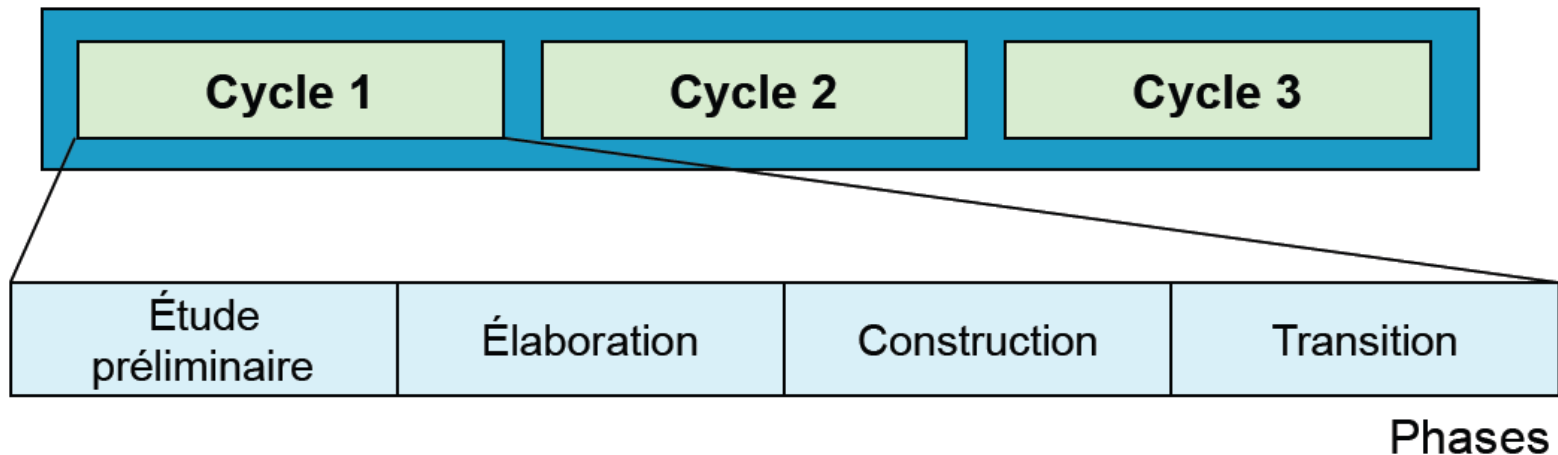 Cycle 1
Cycle 2
Cycle 3
Étude
préliminaire
Élaboration
Construction
Transition
Phases